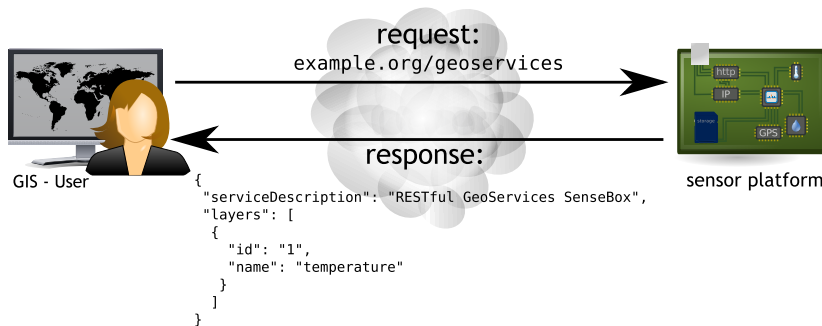 request:
example.org/geoservices
http
IP
storage
GPS
response:
GIS - User
sensor platform
{
"serviceDescription": "RESTful GeoServices SenseBox",
"layers": [
{
"id": "1",
"name": "temperature"
}
]
}